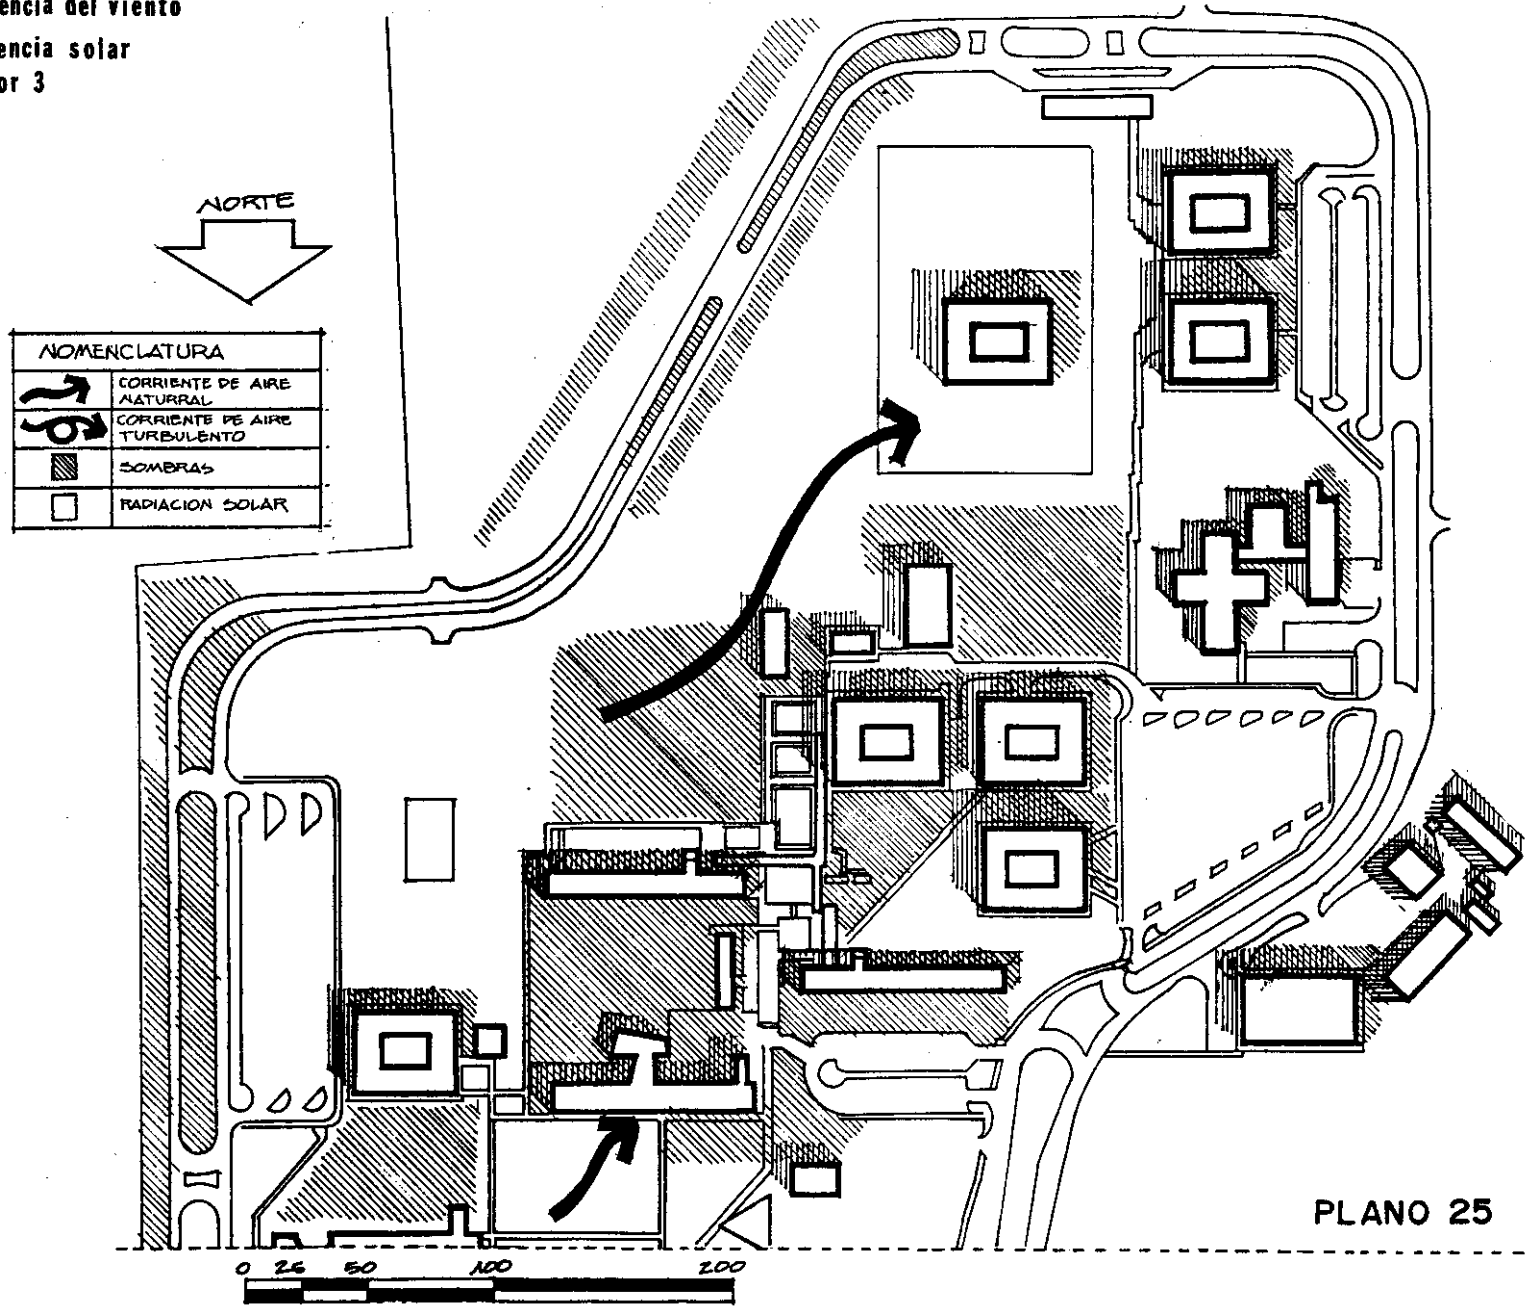 encia del viento
encia solar
or 3
NORTE
NOMENCLATURA
CORRIENTE DE AIRE
NATURRAL
CORRIENTE DE AIRE
TURBULENTO
SOMBRAS
RADIACION SOLAR
PLANO 25
0 25 50 100 200